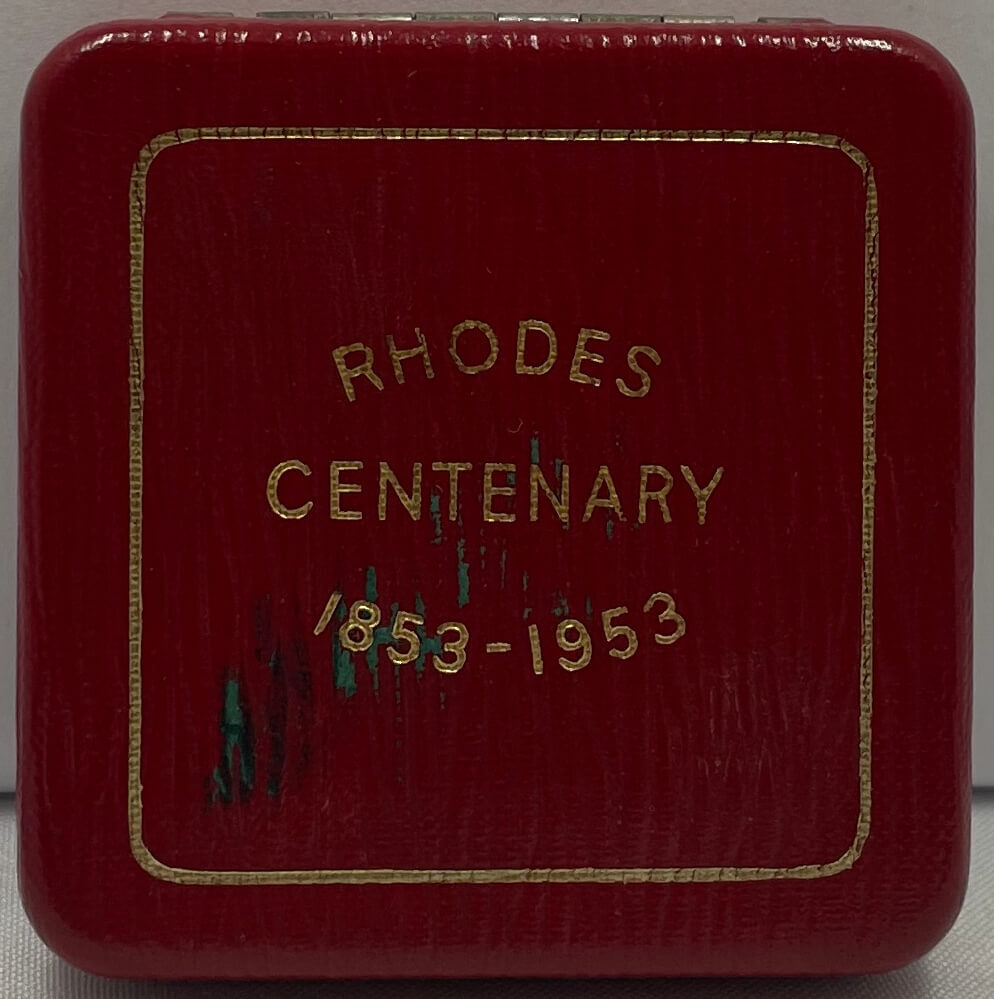 RHODES
CENTENARY
1853-1953